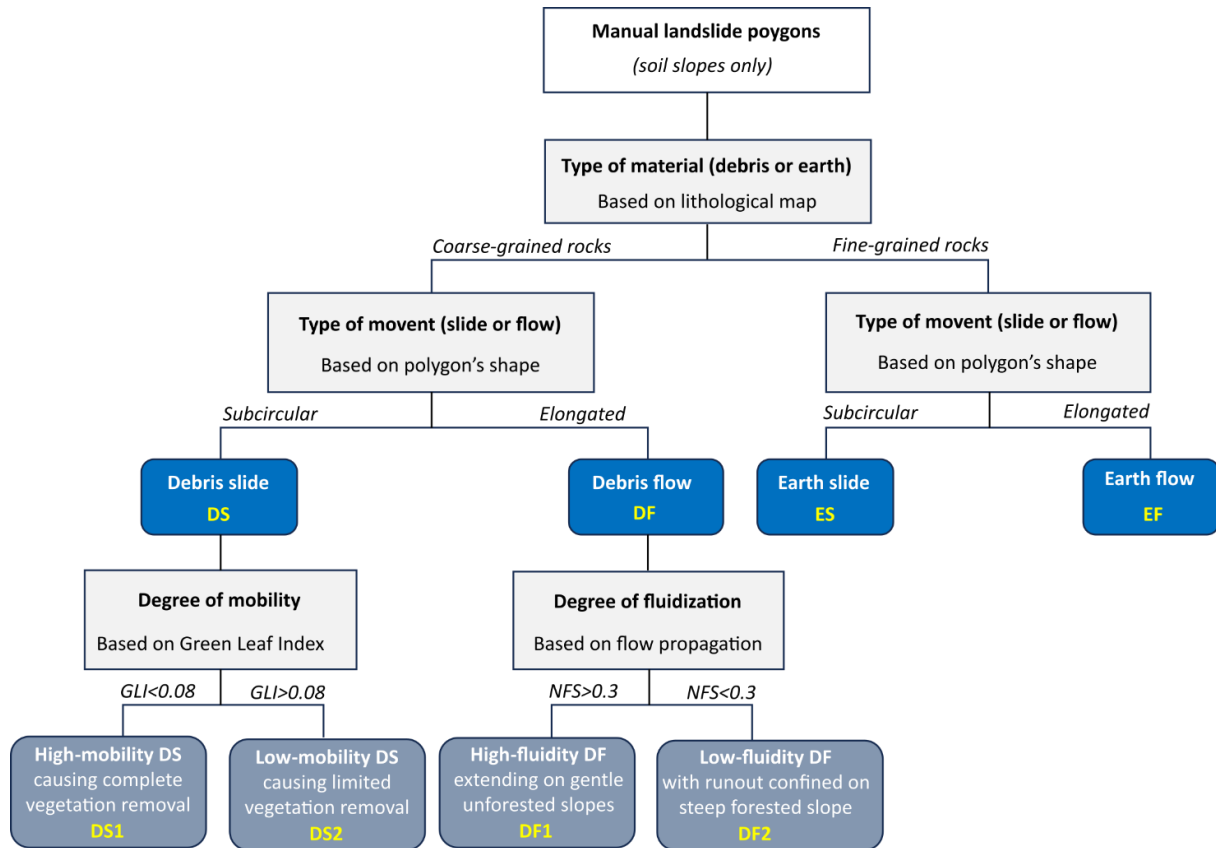 Manual landslide poygons
(soil slopes only)
Type of material (debris or earth)
Based on lithological map
Coarse-grained rocks
Fine-grained rocks
Type of movent (slide or flow)
Based on polygon's shape
Type of movent (slide or flow)
Based on polygon's shape
Subcircular
Elongated
Subcircular
Elongated
Debris slide
DS
Debris flow
DF
Earth slide
ES
Earth flow
EF
Degree of mobility
Based on Green Leaf Index
Degree of fluidization
Based on flow propagation
GLI<0.08
GLI>0.08
NFS>0.3
NFS<0.3
High-mobility DS
causing complete
vegetation removal
DS1
Low-mobility DS
causing limited
vegetation removal
DS2
High-fluidity DF
extending on gentle
unforested slopes
DF1
Low-fluidity DF
with runout confined on
steep forested slope
DF2